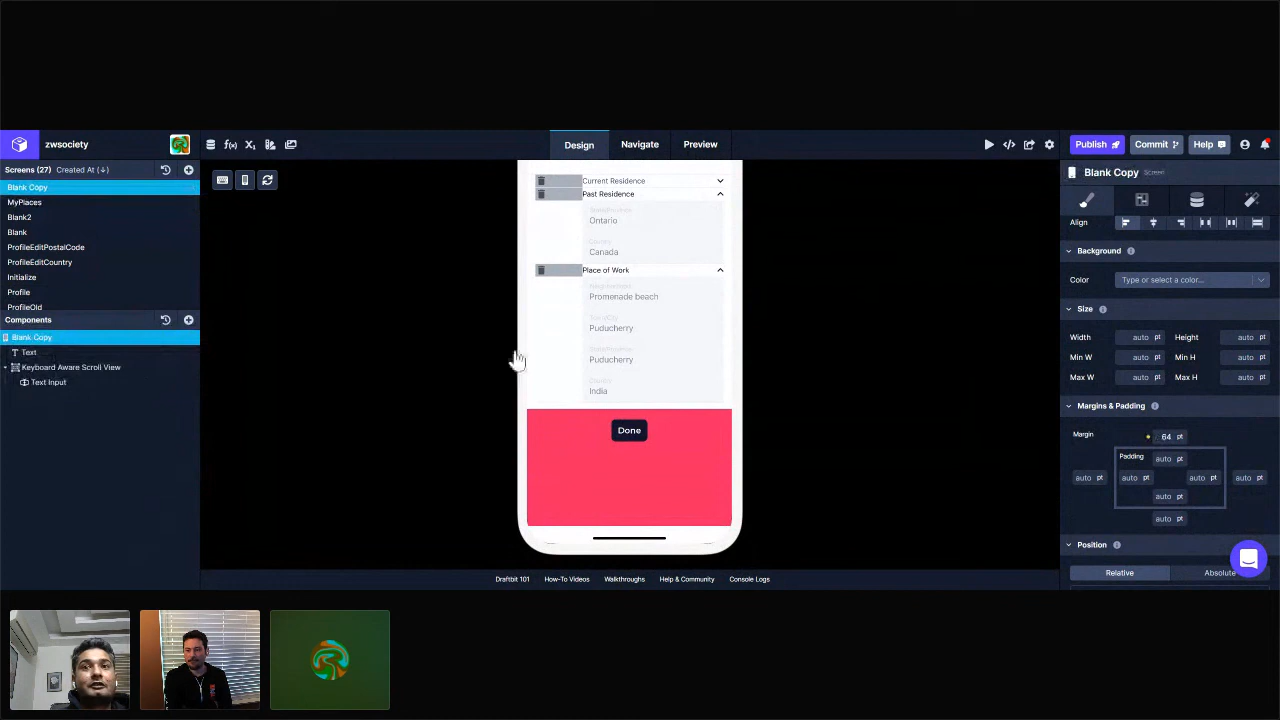 zwsociety
Design
Navigate
Preview
Publish
Commit
Help
Screens (27) Created At (↓)
Blank Copy
MyPlaces
Blank2
Blank
ProfileEditPostalCode
ProfileEditCountry
Initialize
Profile
ProfileOld
Components
Blank Copy
Text
Keyboard Aware Scroll View
Text Input
Current Residence
Past Residence
Ontario
Country
Canada
Place of Work
Promenade beach
Puducherry
Puducherry
Country
India
Done
Draftbit 101
How-To Videos
Walkthroughs
Help & Community
Console Logs
Blank Copy Screen
Align
Background
Color Type or select a color...
Size
Width auto pt Height auto pt
Min W auto pt Min H auto pt
Max W auto pt Max H auto pt
Margins & Padding
Margin 64 pt
Padding auto pt
auto pt auto pt auto pt auto pt
auto pt
auto pt
Position
Relative Absolute